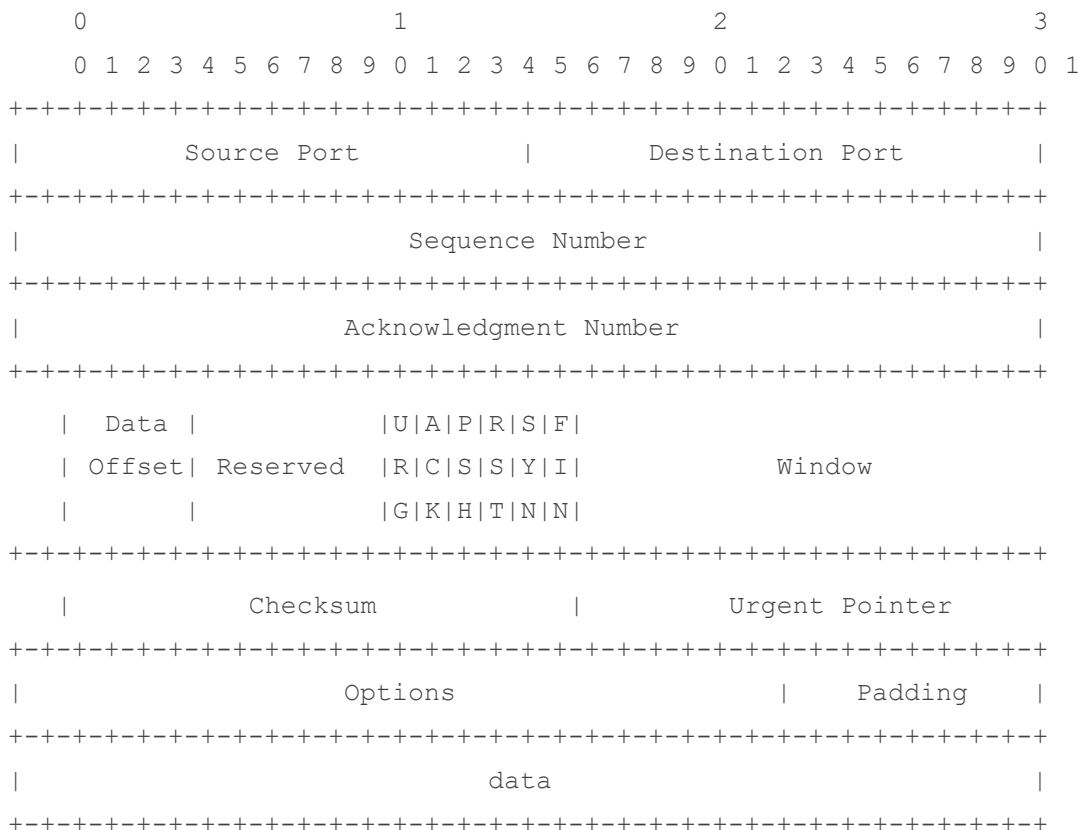 0                   1                   2                   3
0 1 2 3 4 5 6 7 8 9 0 1 2 3 4 5 6 7 8 9 0 1 2 3 4 5 6 7 8 9 0 1
+-+-+-+-+-+-+-+-+-+-+-+-+-+-+-+-+-+-+-+-+-+-+-+-+-+-+-+-+-+-+-+-+
|          Source Port          |       Destination Port        |
+-+-+-+-+-+-+-+-+-+-+-+-+-+-+-+-+-+-+-+-+-+-+-+-+-+-+-+-+-+-+-+-+
|                        Sequence Number                        |
+-+-+-+-+-+-+-+-+-+-+-+-+-+-+-+-+-+-+-+-+-+-+-+-+-+-+-+-+-+-+-+-+
|                    Acknowledgment Number                      |
+-+-+-+-+-+-+-+-+-+-+-+-+-+-+-+-+-+-+-+-+-+-+-+-+-+-+-+-+-+-+-+-+
|  Data |           |U|A|P|R|S|F|
| Offset| Reserved  |R|C|S|S|Y|I|            Window
|       |           |G|K|H|T|N|N|
+-+-+-+-+-+-+-+-+-+-+-+-+-+-+-+-+-+-+-+-+-+-+-+-+-+-+-+-+-+-+-+-+
|           Checksum            |         Urgent Pointer
+-+-+-+-+-+-+-+-+-+-+-+-+-+-+-+-+-+-+-+-+-+-+-+-+-+-+-+-+-+-+-+-+
|                    Options                    |    Padding    |
+-+-+-+-+-+-+-+-+-+-+-+-+-+-+-+-+-+-+-+-+-+-+-+-+-+-+-+-+-+-+-+-+
|                             data                              |
+-+-+-+-+-+-+-+-+-+-+-+-+-+-+-+-+-+-+-+-+-+-+-+-+-+-+-+-+-+-+-+-+